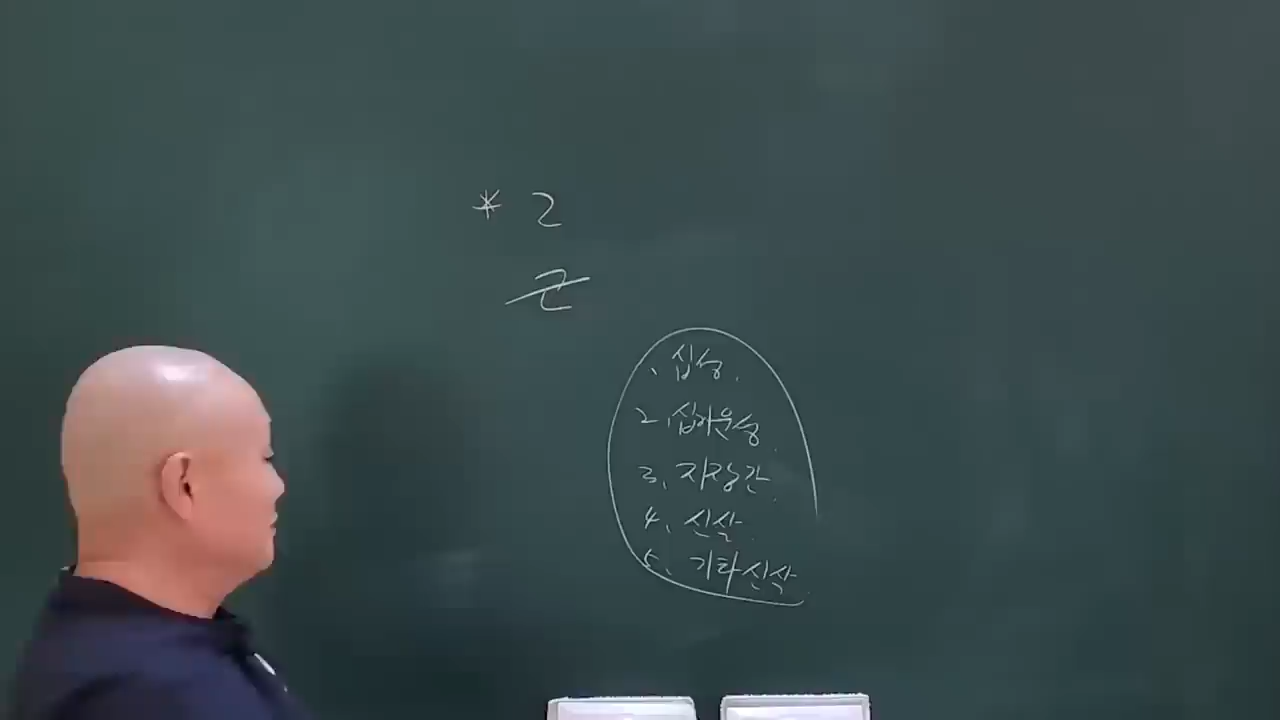 * 2
1. 십성.
2. 십이운성.
3. 지장간.
4. 신살.
5. 기타신살.